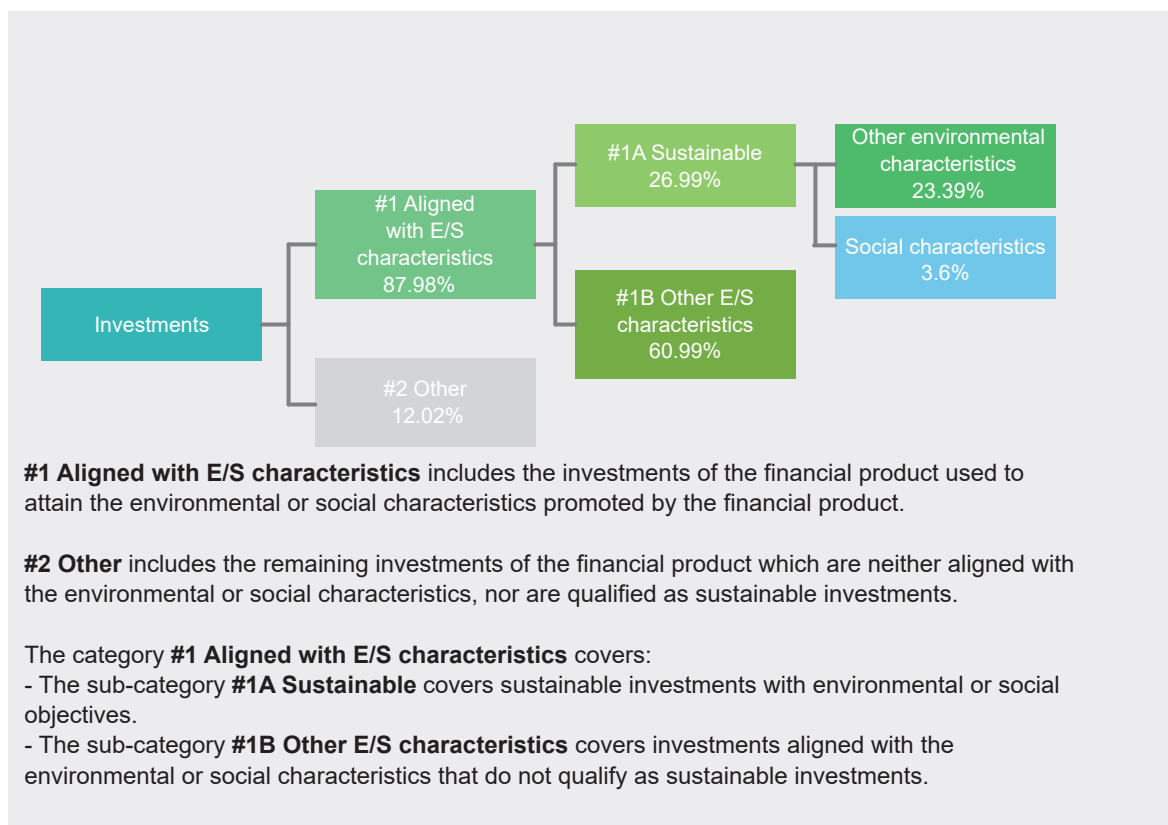 Investments
#1 Aligned
with E/S
characteristics
87.98%
#2 Other
12.02%
#1A Sustainable
26.99%
#1B Other E/S
characteristics
60.99%
Other environmental
characteristics
23.39%
Social characteristics
3.6%
#1 Aligned with E/S characteristics includes the investments of the financial product used to
attain the environmental or social characteristics promoted by the financial product.
#2 Other includes the remaining investments of the financial product which are neither aligned with
the environmental or social characteristics, nor are qualified as sustainable investments.
The category #1 Aligned with E/S characteristics covers:
- The sub-category #1A Sustainable covers sustainable investments with environmental or social
objectives.
- The sub-category #1B Other E/S characteristics covers investments aligned with the
environmental or social characteristics that do not qualify as sustainable investments.